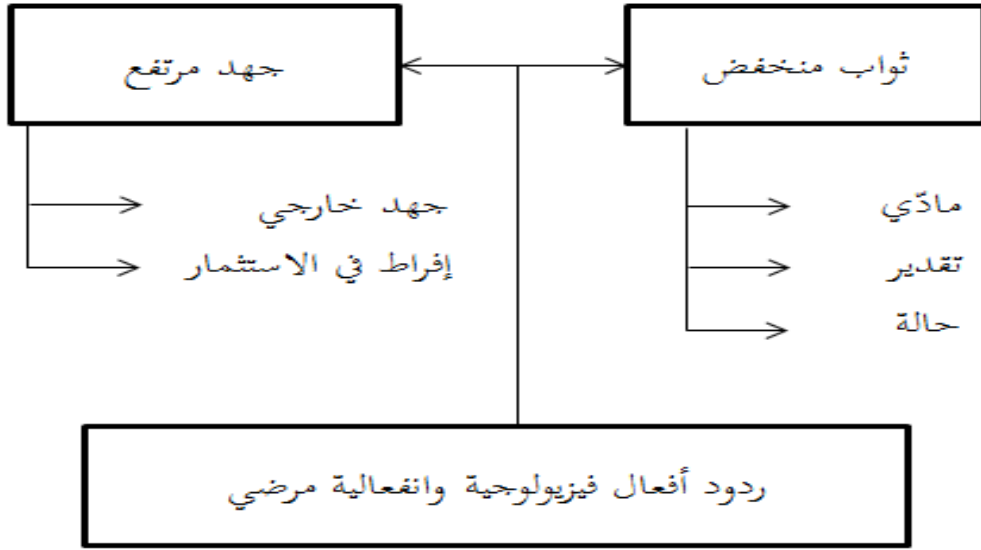 ثواب منخفض
جهد مرتفع
مادّي
تقدير
حالة
جهد خارجي
إفراط في الاستثمار
ردود أفعال فيزيولوجية وانفعالية مرضي